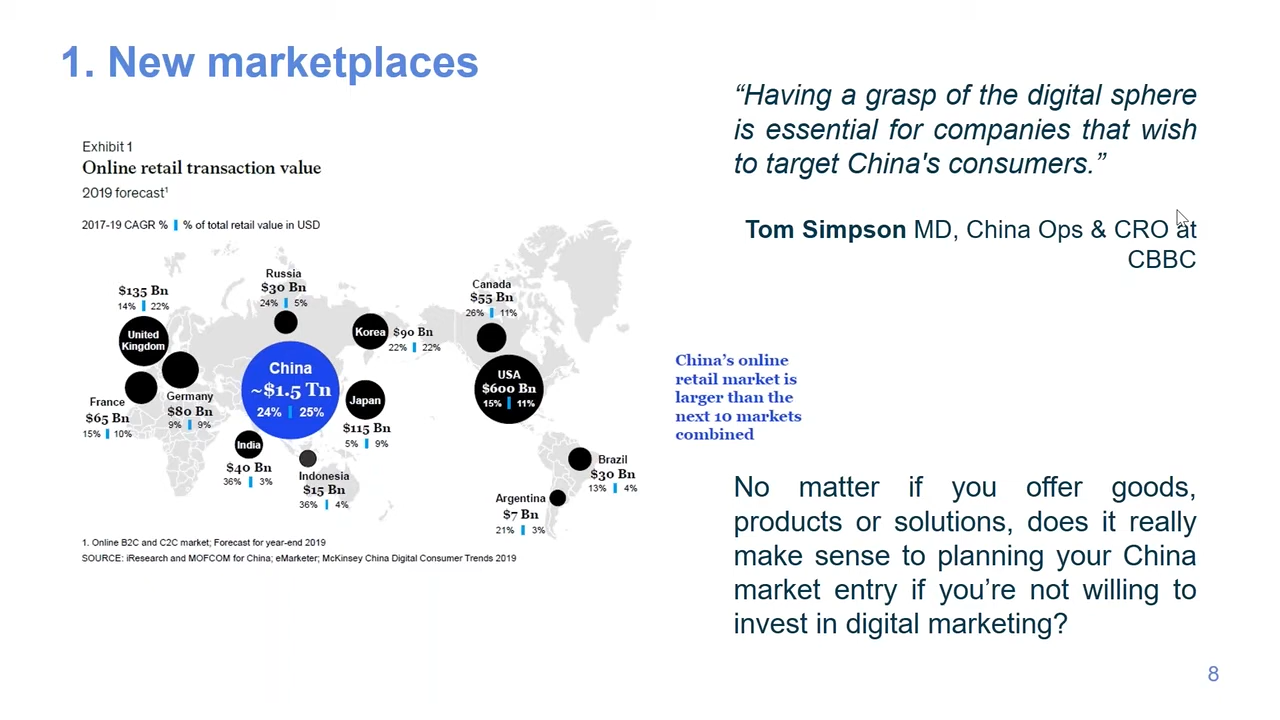 1. New marketplaces
Exhibit 1
Online retail transaction value
2019 forecast¹
2017-19 CAGR % | % of total retail value in USD
$135 Bn
14% | 22%
United
Kingdom
France
$65 Bn
15% | 10%
Germany
$80 Bn
9% | 9%
Russia
$30 Bn
24% | 5%
China
~$1.5 Tn
24% | 25%
Korea
$90 Bn
22% | 22%
Japan
$115 Bn
5% | 9%
India
$40 Bn
36% | 3%
Indonesia
$15 Bn
36% | 4%
Canada
$55 Bn
26% | 11%
USA
$600 Bn
15% | 11%
Brazil
$30 Bn
13% | 4%
Argentina
$7 Bn
21% | 3%
China’s online
retail market is
larger than the
next 10 markets
combined
1. Online B2C and C2C market; Forecast for year-end 2019
SOURCE: iResearch and MOFCOM for China; eMarketer; McKinsey China Digital Consumer Trends 2019
“Having a grasp of the digital sphere
is essential for companies that wish
to target China's consumers.”
Tom Simpson MD, China Ops & CRO at
CBBC
No matter if you offer goods,
products or solutions, does it really
make sense to planning your China
market entry if you’re not willing to
invest in digital marketing?
8